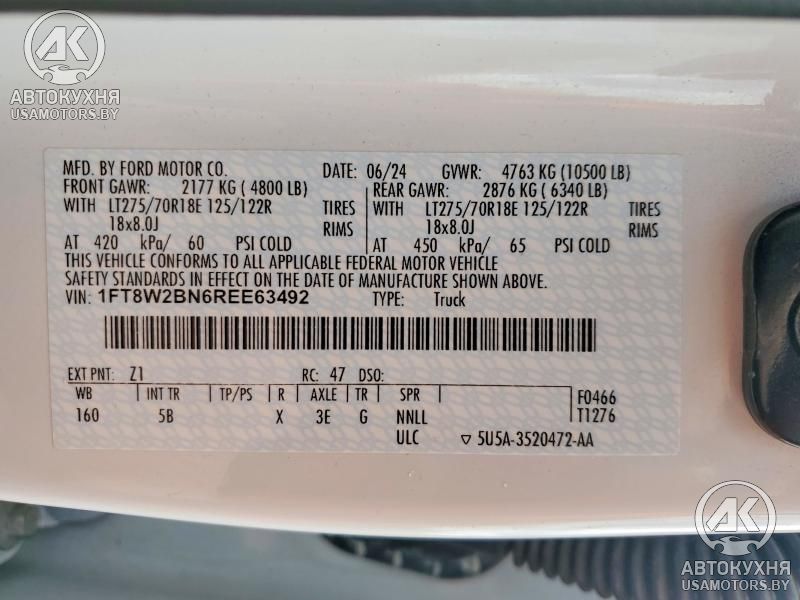 AK
АВТОКУХНЯ
USAMOTORS.BY
MFD. BY FORD MOTOR CO. DATE: 06/24 GVWR: 4763 KG (10500 LB)
FRONT GAWR: 2177 KG ( 4800 LB) REAR GAWR: 2876 KG ( 6340 LB)
WITH LT275/70R18E 125/122R TIRES WITH LT275/70R18E 125/122R TIRES
18x8.0J RIMS 18x8.0J RIMS
AT 420 kPa/ 60 PSI COLD AT 450 kPa/ 65 PSI COLD
THIS VEHICLE CONFORMS TO ALL APPLICABLE FEDERAL MOTOR VEHICLE
SAFETY STANDARDS IN EFFECT ON THE DATE OF MANUFACTURE SHOWN ABOVE.
VIN: 1FT8W2BN6REE63492 TYPE: Truck
EXT PNT: Z1 RC: 47 DSO:
WB INT TR TP/PS R AXLE TR SPR F0466
160 5B X 3E G NNLL T1276
ULC ▽ 5U5A-3520472-AA
AK
АВТОКУХНЯ
USAMOTORS.BY